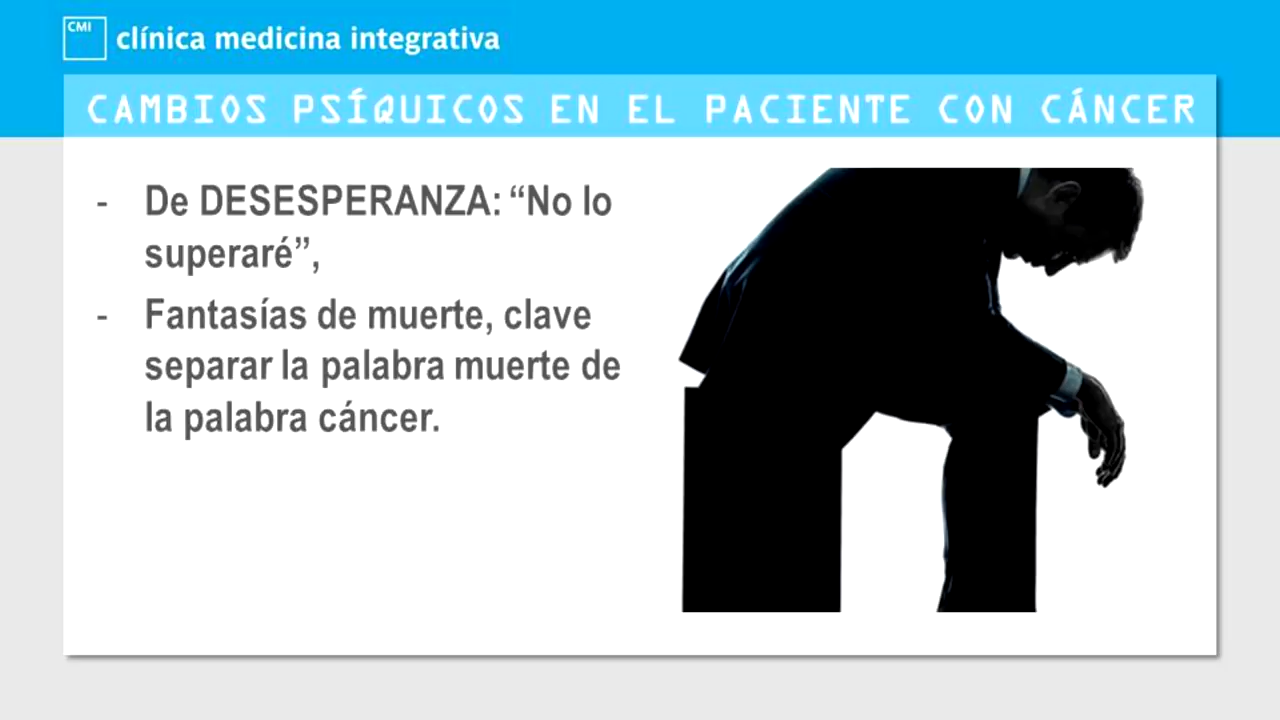 CMI
clínica medicina integrativa
CAMBIOS PSÍQUICOS EN EL PACIENTE CON CÁNCER
- De DESESPERANZA: “No lo
superaré”,
- Fantasías de muerte, clave
separar la palabra muerte de
la palabra cáncer.